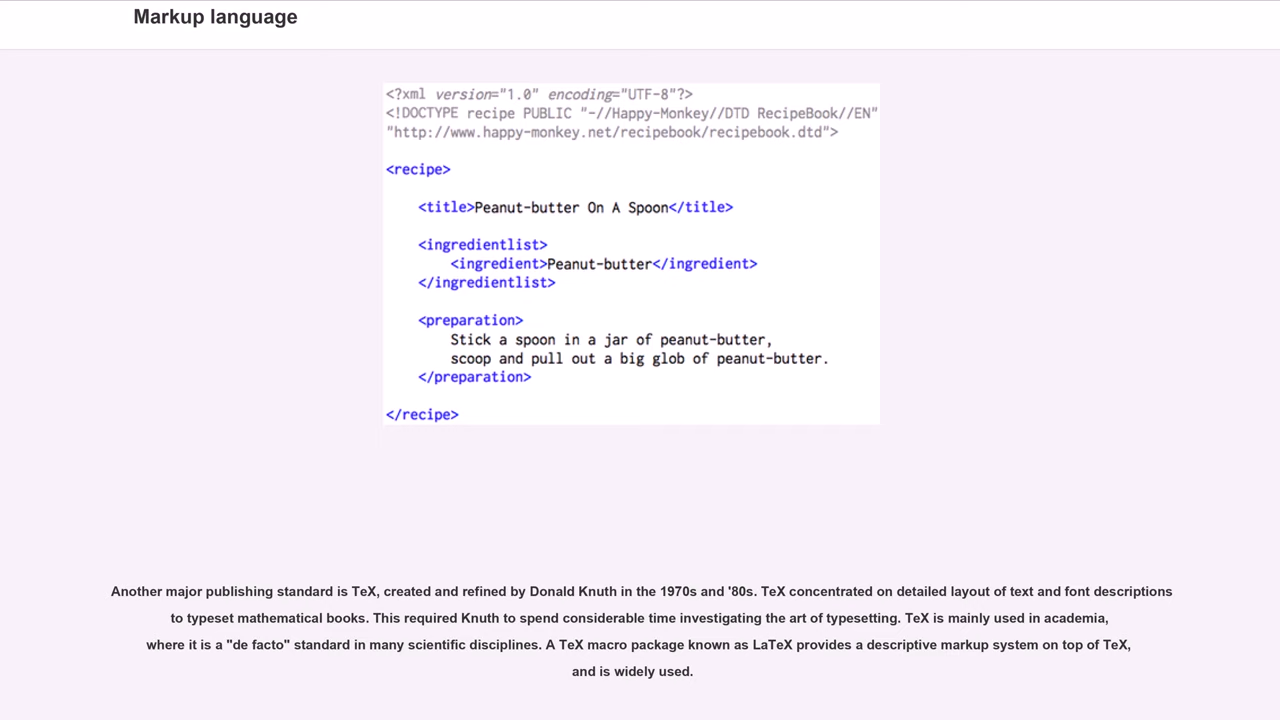 Markup language
<?xml version="1.0" encoding="UTF-8"?>
<!DOCTYPE recipe PUBLIC "-//Happy-Monkey//DTD RecipeBook//EN"
"http://www.happy-monkey.net/recipebook/recipebook.dtd">
<recipe>
<title>Peanut-butter On A Spoon</title>
<ingredientlist>
<ingredient>Peanut-butter</ingredient>
</ingredientlist>
<preparation>
Stick a spoon in a jar of peanut-butter,
scoop and pull out a big glob of peanut-butter.
</preparation>
</recipe>
Another major publishing standard is TeX, created and refined by Donald Knuth in the 1970s and '80s. TeX concentrated on detailed layout of text and font descriptions
to typeset mathematical books. This required Knuth to spend considerable time investigating the art of typesetting. TeX is mainly used in academia,
where it is a "de facto" standard in many scientific disciplines. A TeX macro package known as LaTeX provides a descriptive markup system on top of TeX,
and is widely used.